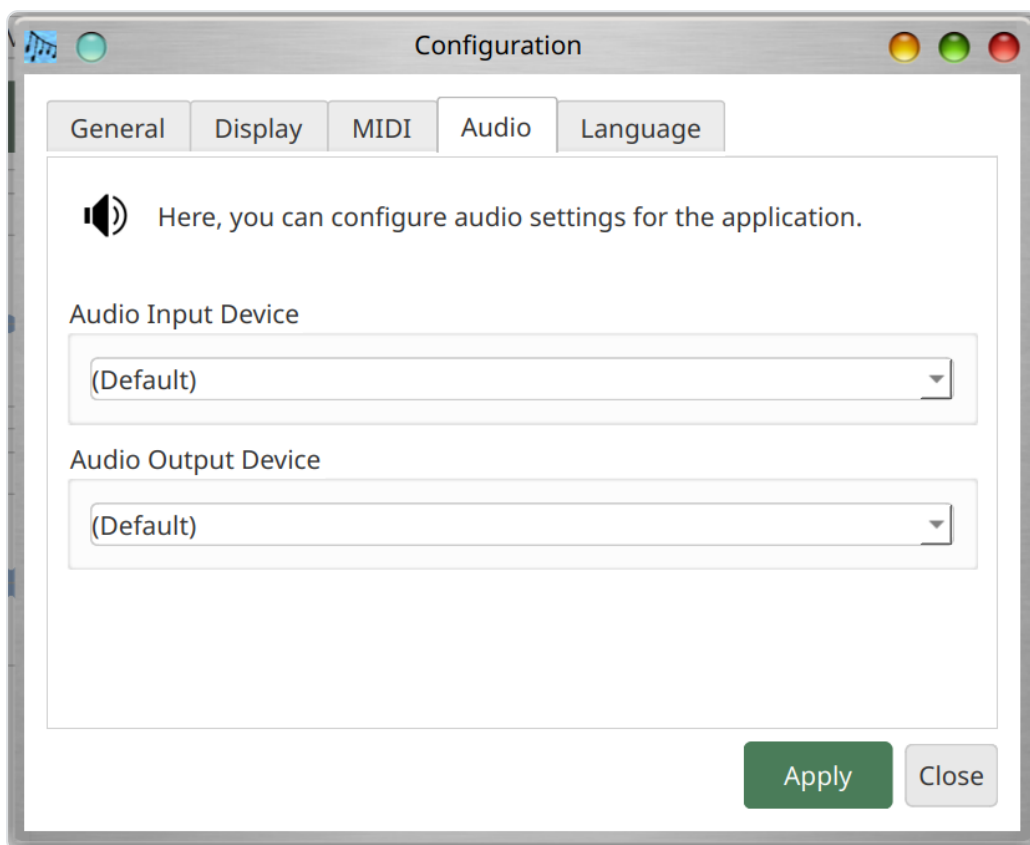 Configuration
General Display MIDI Audio Language
Here, you can configure audio settings for the application.
Audio Input Device
(Default)
Audio Output Device
(Default)
Apply Close